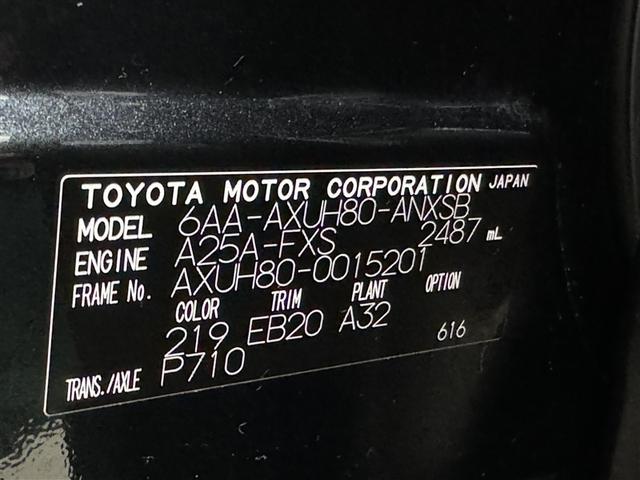 TOYOTA MOTOR CORPORATION JAPAN
MODEL 6AA-AXUH80-ANXSB
ENGINE A25A-FXS 2487 mL
FRAME No. AXUH80-0015201
COLOR TRIM PLANT OPTION
219 EB20 A32 616
TRANS./AXLE P710